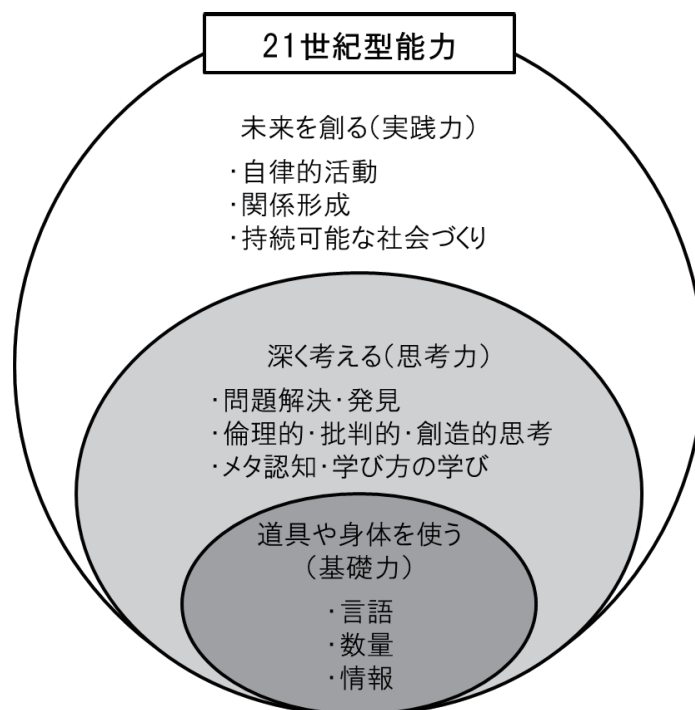 21世紀型能力
未来を創る(実践力)
・自律的活動
・関係形成
・持続可能な社会づくり
深く考える(思考力)
・問題解決・発見
・倫理的・批判的・創造的思考
・メタ認知・学び方の学び
道具や身体を使う
(基礎力)
・言語
・数量
・情報